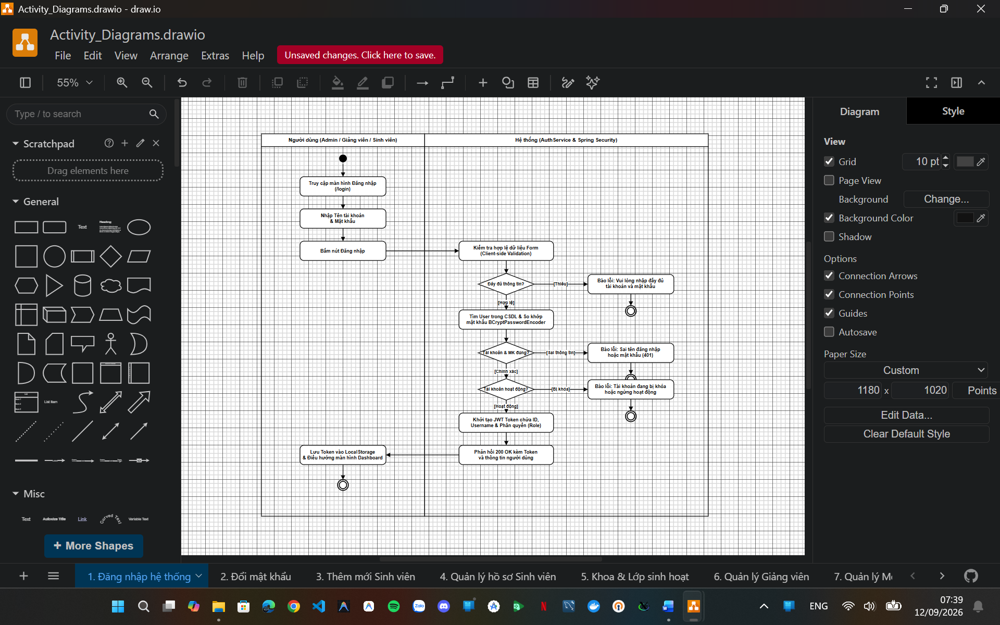 Activity_Diagrams.drawio - draw.io
Activity_Diagrams.drawio
File Edit View Arrange Extras Help
Unsaved changes. Click here to save.
55%
Type / to search
Scratchpad
Drag elements here
General
Text
Heading
List
Item 1
Item 2
Item 3
List Item
Misc
Text
Autosize Title
Link
Curved Text
Variable Text
+ More Shapes
Người dùng (Admin / Giảng viên / Sinh viên)
Hệ thống (AuthService & Spring Security)
Truy cập màn hình Đăng nhập
(/login)
Nhập Tên tài khoản
& Mật khẩu
Bấm nút Đăng nhập
Kiểm tra hợp lệ dữ liệu Form
(Client-side Validation)
Đầy đủ thông tin?
[Thiếu]
Báo lỗi: Vui lòng nhập đầy đủ
tài khoản và mật khẩu
[Hợp lệ]
Tìm User trong CSDL & So khớp
mật khẩu BCryptPasswordEncoder
Tài khoản & MK đúng?
[Sai thông tin]
Báo lỗi: Sai tên đăng nhập
hoặc mật khẩu (401)
[Chính xác]
Tài khoản hoạt động?
[Bị khóa]
Báo lỗi: Tài khoản đang bị khóa
hoặc ngừng hoạt động
[Hoạt động]
Khởi tạo JWT Token chứa ID,
Username & Phân quyền (Role)
Lưu Token vào LocalStorage
& Điều hướng màn hình Dashboard
Phản hồi 200 OK kèm Token
và thông tin người dùng
Diagram
Style
View
Grid
10 pt
Page View
Background
Change...
Background Color
Shadow
Options
Connection Arrows
Connection Points
Guides
Autosave
Paper Size
Custom
1180 x 1020 Points
Edit Data...
Clear Default Style
1. Đăng nhập hệ thống
2. Đổi mật khẩu
3. Thêm mới Sinh viên
4. Quản lý hồ sơ Sinh viên
5. Khoa & Lớp sinh hoạt
6. Quản lý Giảng viên
7. Quản lý M
Zalo
ENG
07:39
12/09/2026